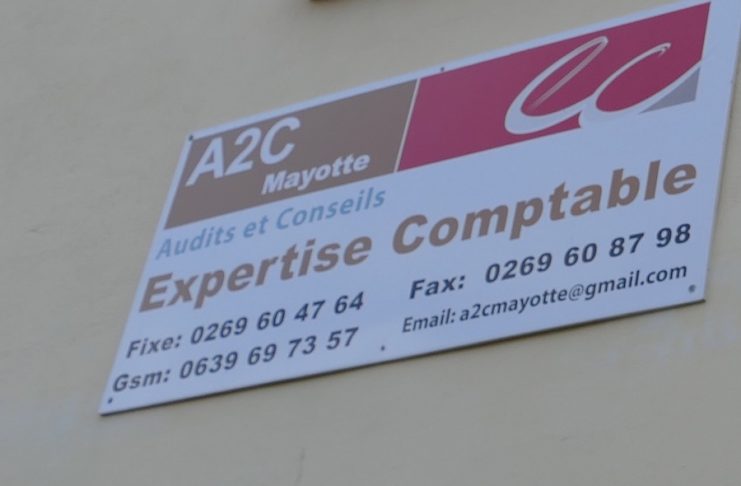 A2C
Mayotte
ec
Audits et Conseils
Expertise Comptable
Fixe: 0269 60 47 64
Fax: 0269 60 87 98
Gsm: 0639 69 73 57
Email: a2cmayotte@gmail.com